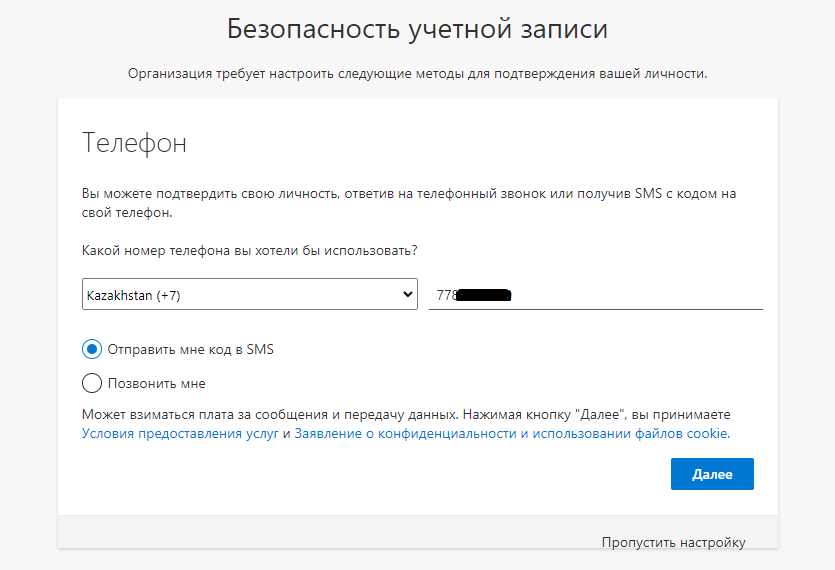 Безопасность учетной записи
Организация требует настроить следующие методы для подтверждения вашей личности.
Телефон
Вы можете подтвердить свою личность, ответив на телефонный звонок или получив SMS с кодом на
свой телефон.
Какой номер телефона вы хотели бы использовать?
Kazakhstan (+7)
778
Отправить мне код в SMS
Позвонить мне
Может взиматься плата за сообщения и передачу данных. Нажимая кнопку "Далее", вы принимаете
Условия предоставления услуг и Заявление о конфиденциальности и использовании файлов cookie.
Далее
Пропустить настройку